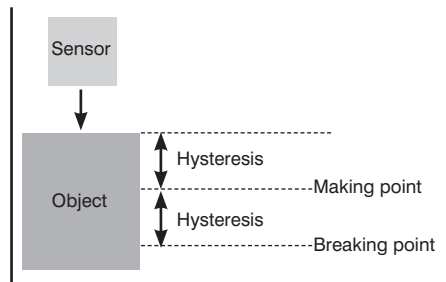 Sensor
Hysteresis
Making point
Object
Hysteresis
Breaking point